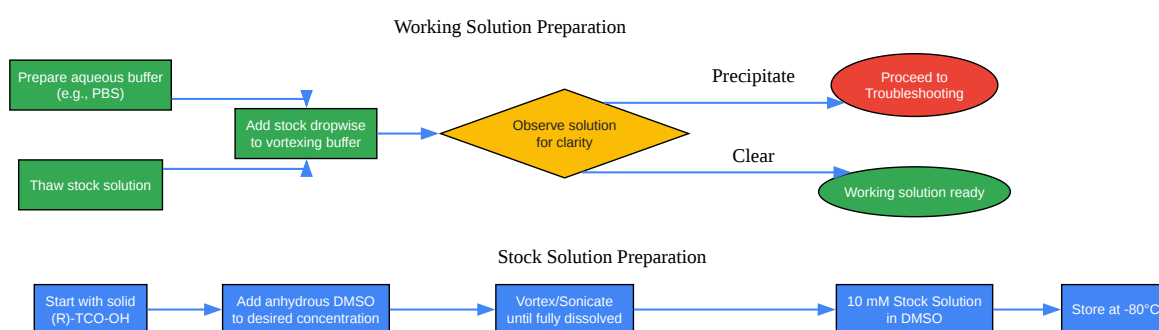 Working Solution Preparation
Prepare aqueous buffer
(e.g., PBS)
Thaw stock solution
Add stock dropwise
to vortexing buffer
Observe solution
for clarity
Precipitate
Proceed to
Troubleshooting
Clear
Working solution ready
Stock Solution Preparation
Start with solid
(R)-TCO-OH
Add anhydrous DMSO
to desired concentration
Vortex/Sonicate
until fully dissolved
10 mM Stock Solution
in DMSO
Store at -80°C